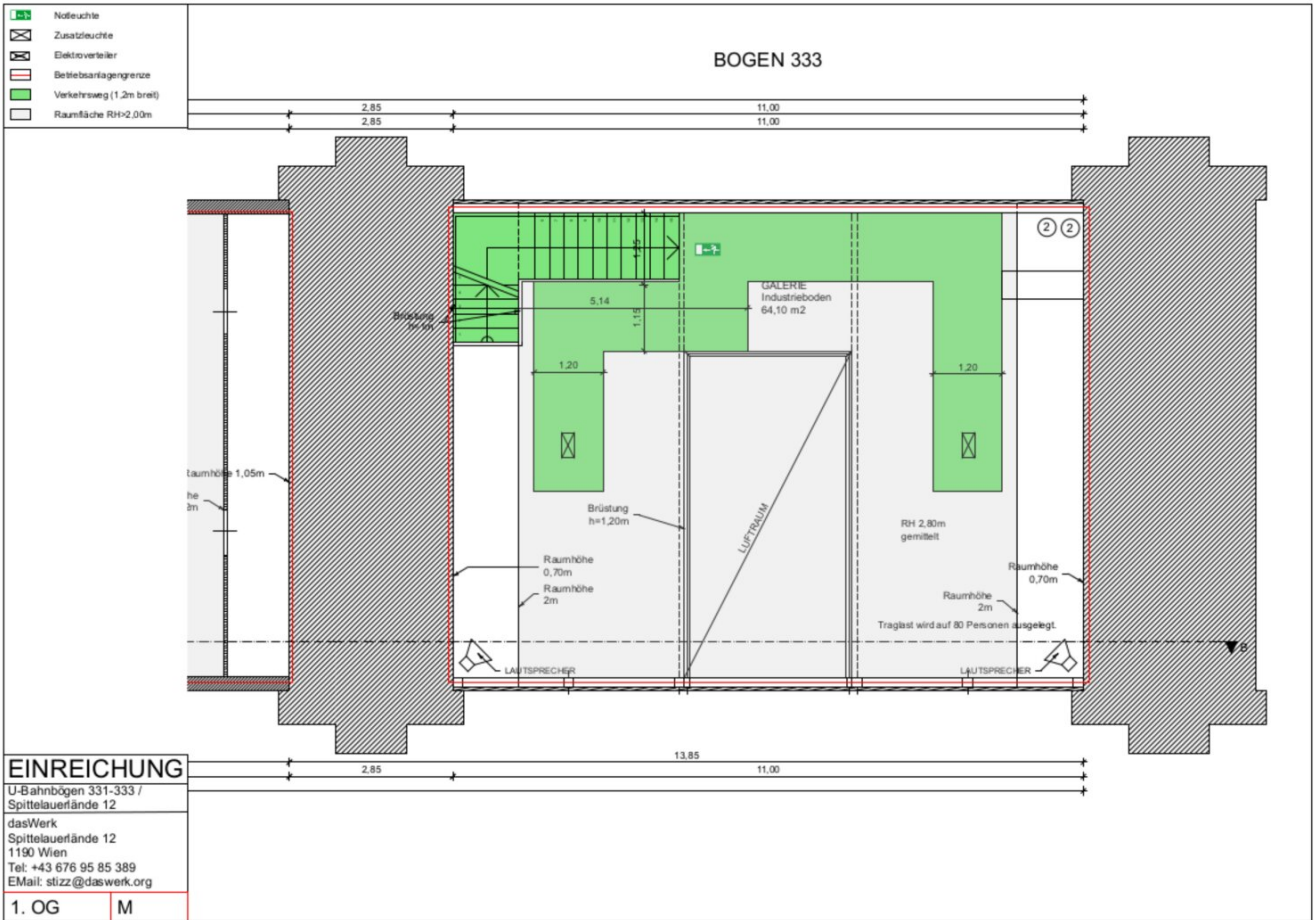 Notleuchte
Zusatzleuchte
Elektroverteiler
Betriebsanlagengrenze
Verkehrsweg (1,2m breit)
Raumfläche RH>2,00m
BOGEN 333
2,85
11,00
2,85
11,00
2
2
1,25
GALERIE
Industrieboden
64,10 m2
5,14
Brüstung
h= 1m
1,15
1,20
1,20
Raumhöhe 1,05m
Brüstung
h=1,20m
LUFTRAUM
RH 2,80m
gemittelt
Raumhöhe
0,70m
Raumhöhe
2m
Raumhöhe
0,70m
Raumhöhe
2m
Traglast wird auf 80 Personen ausgelegt.
B
LAUTSPRECHER
LAUTSPRECHER
13,85
2,85
11,00
EINREICHUNG
U-Bahnbögen 331-333 /
Spittelauerlände 12
dasWerk
Spittelauerlände 12
1190 Wien
Tel: +43 676 95 85 389
EMail: stizz@daswerk.org
1. OG
M